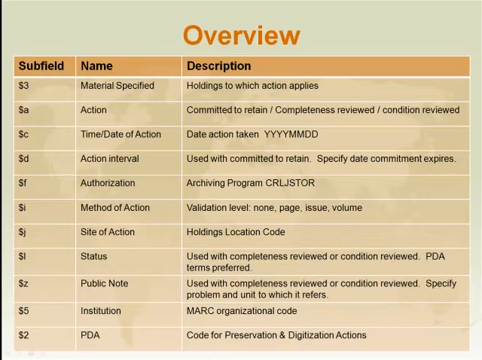 Overview
Subfield Name Description
$3 Material Specified Holdings to which action applies
$a Action Committed to retain / Completeness reviewed / condition reviewed
$c Time/Date of Action Date action taken YYYYMMDD
$d Action interval Used with committed to retain. Specify date commitment expires.
$f Authorization Archiving Program CRLJSTOR
$i Method of Action Validation level: none, page, issue, volume
$j Site of Action Holdings Location Code
$l Status Used with completeness reviewed or condition reviewed. PDA
terms preferred.
$z Public Note Used with completeness reviewed or condition reviewed. Specify
problem and unit to which it refers.
$5 Institution MARC organizational code
$2 PDA Code for Preservation & Digitization Actions